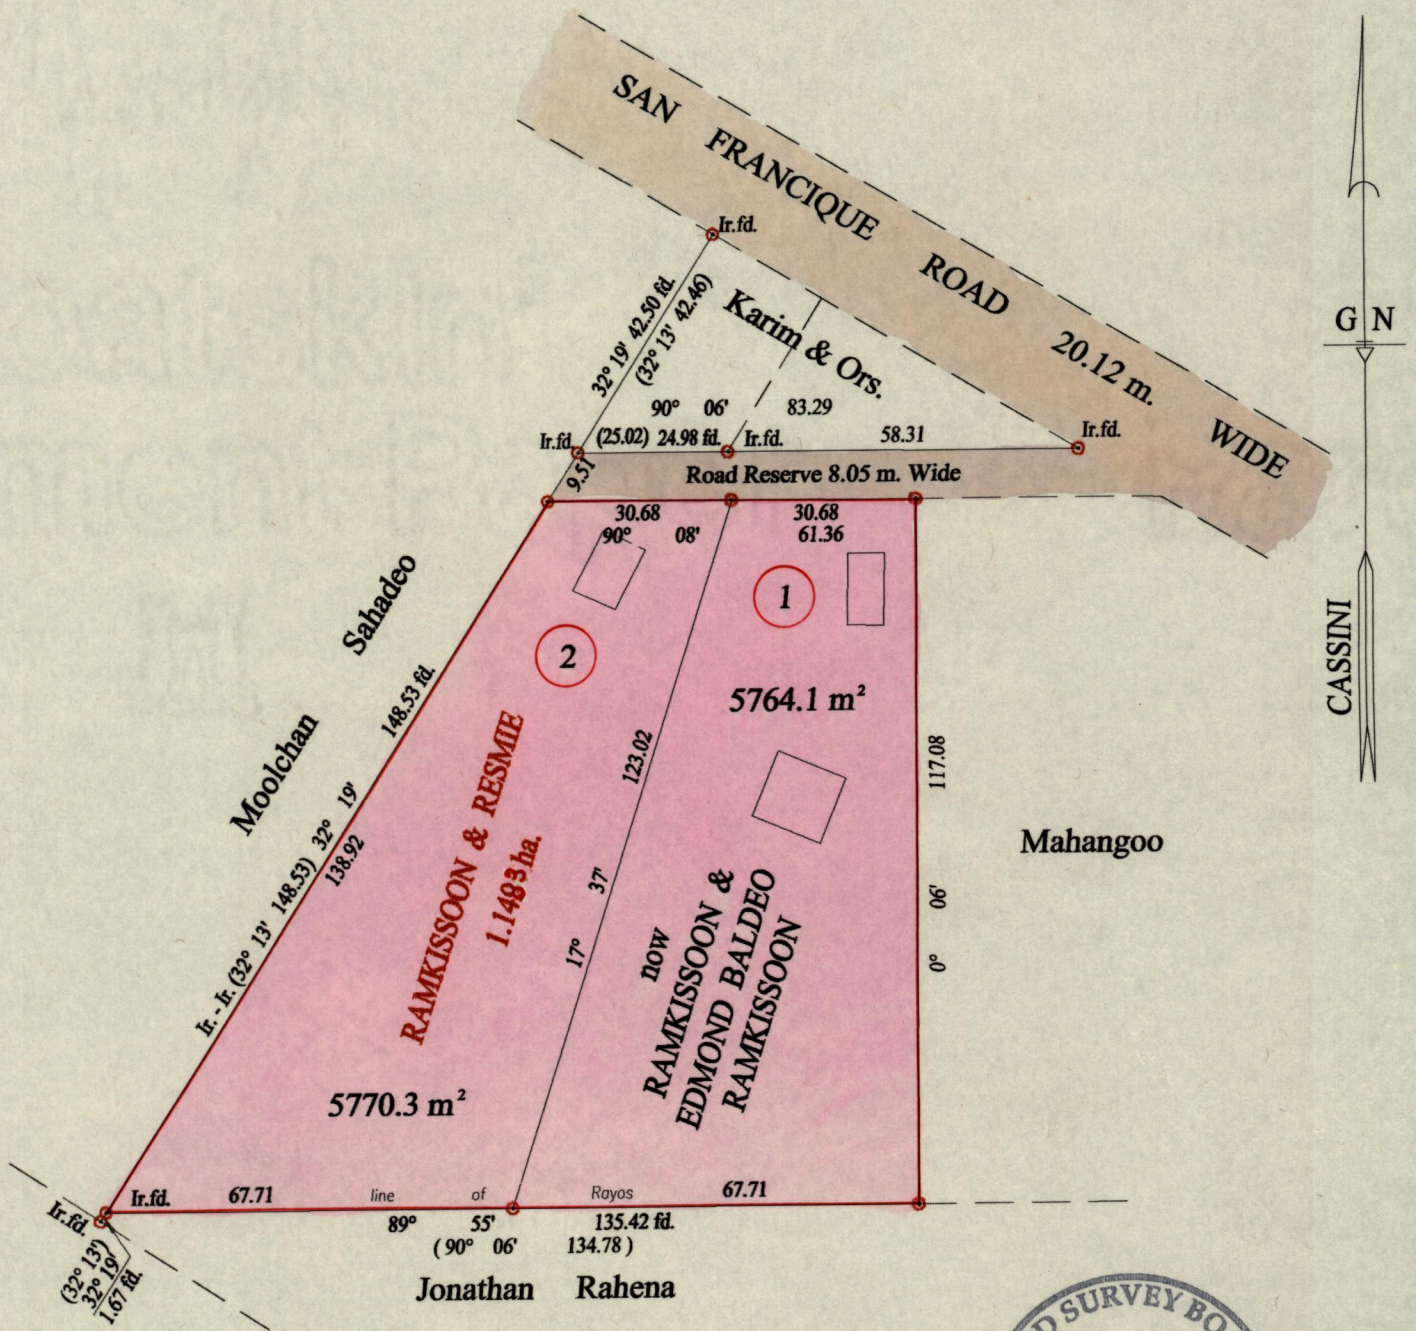 SAN FRANCIQUE ROAD 20.12 m. WIDE
Ir.fd.
32° 19' 42.50 fd.
(32° 13' 42.46)
Karim & Ors.
G N
90° 06' 83.29
Ir.fd. (25.02) 24.98 fd. Ir.fd. 58.31 Ir.fd.
9.51
Road Reserve 8.05 m. Wide
30.68 30.68
90° 08' 61.36
1
2
Moolchan Sahadeo
CASSINI
5764.1 m²
Ir. - Ir. (32° 13' 148.53) 32° 19' 148.53 fd.
138.92
RAMKISSOON & RESMIE
ha.
17° 37' 123.02
0° 06' 117.08
Mahangoo
now
RAMKISSOON &
EDMOND BALDEO
RAMKISSOON
5770.3 m²
Ir.fd. 67.71 line of Rayos 67.71
Ir.fd.
89° 55' 135.42 fd.
(90° 06' 134.78)
(32° 13')
32° 19'
1.67 fd.
Jonathan Rahena
SURVEY